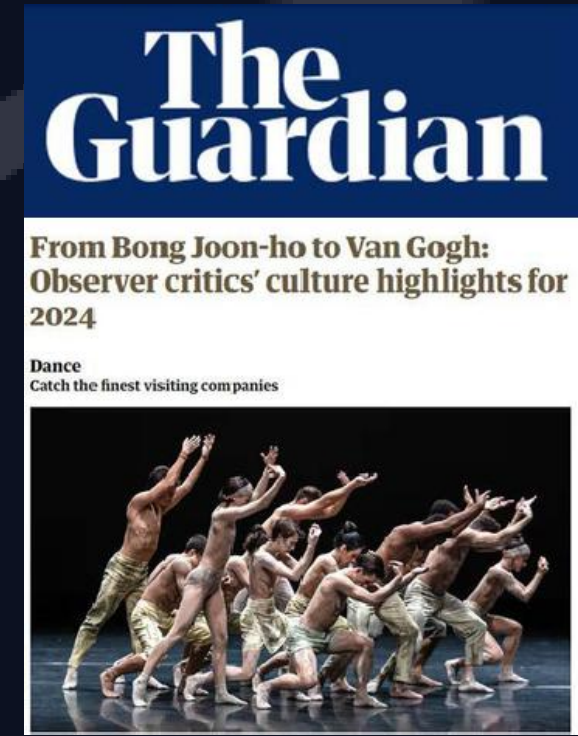 The
Guardian
From Bong Joon-ho to Van Gogh:
Observer critics' culture highlights for
2024
Dance
Catch the finest visiting companies